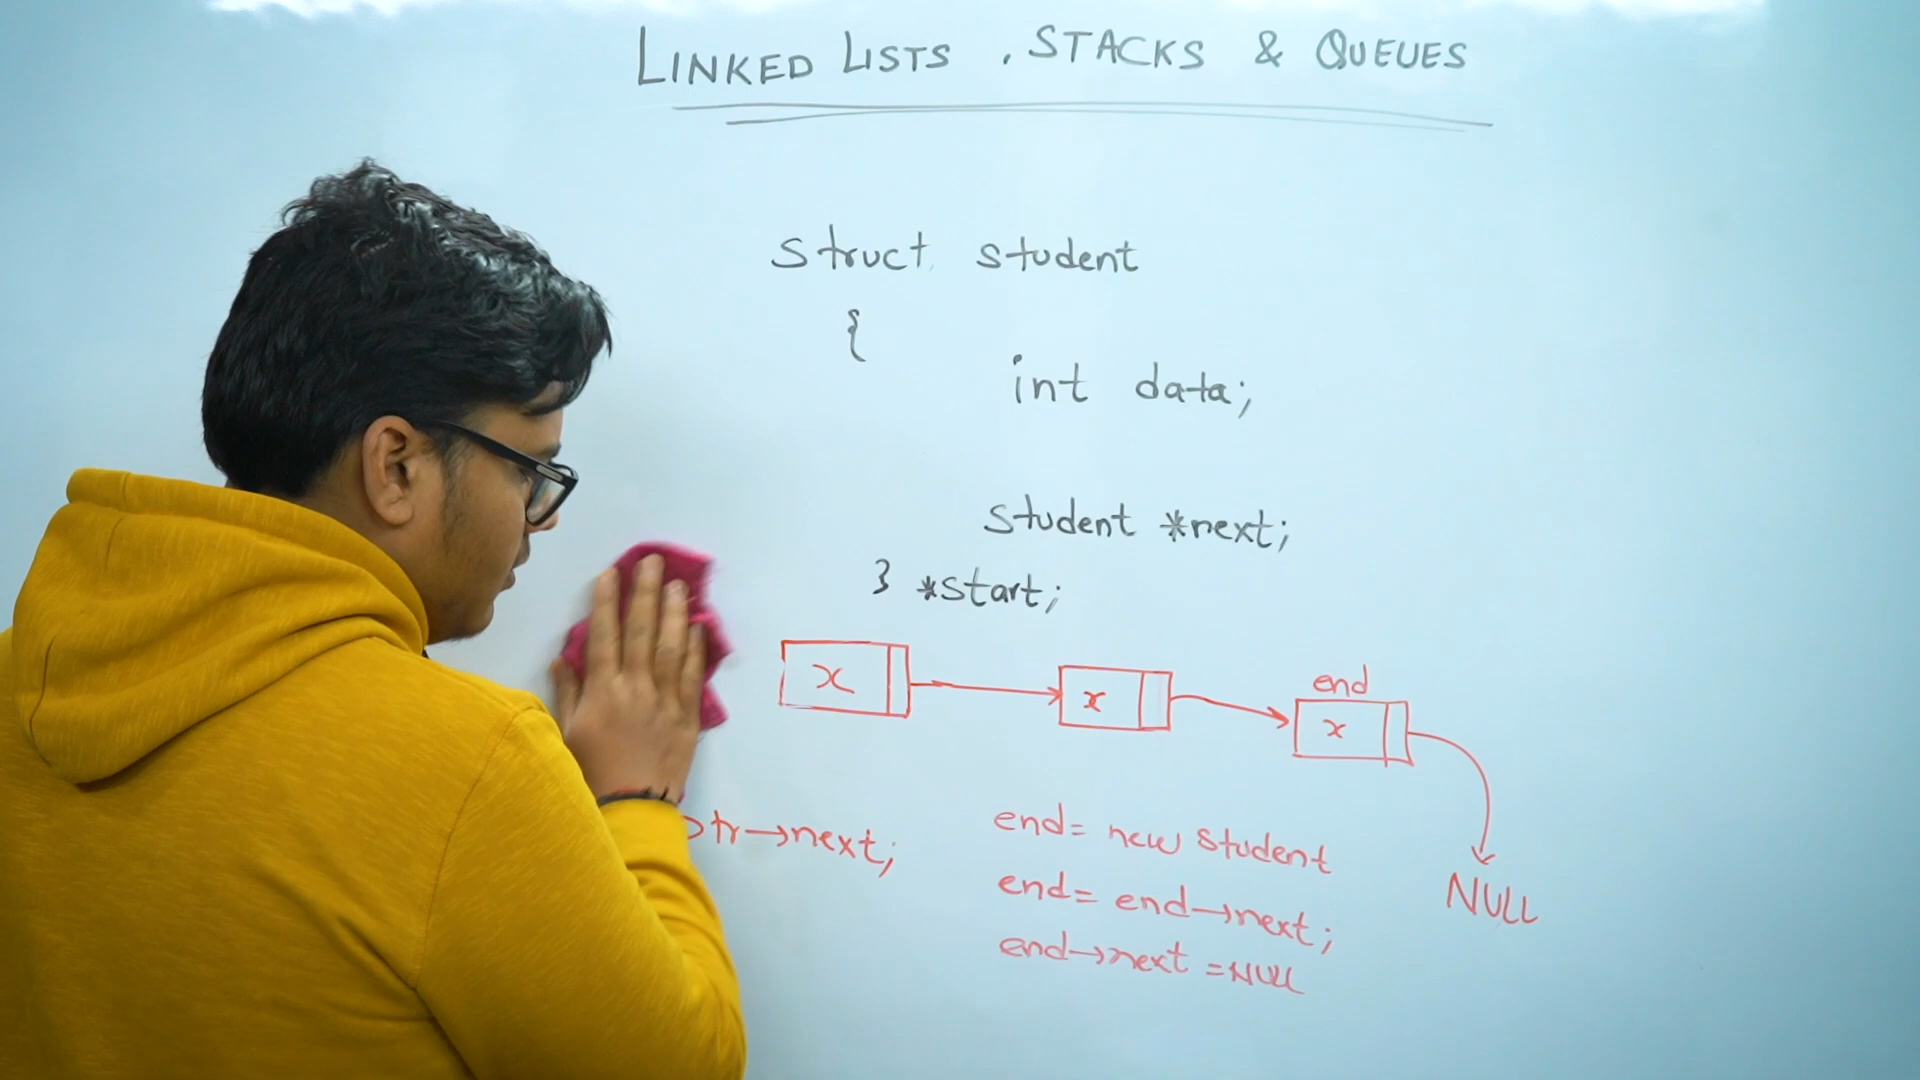 LINKED LISTS , STACKS & QUEUES
struct student
{
int data;
student *next;
} *start;
end
x
x
x
tr→next;
end= new student
end= end→next;
end→next =NULL
NULL